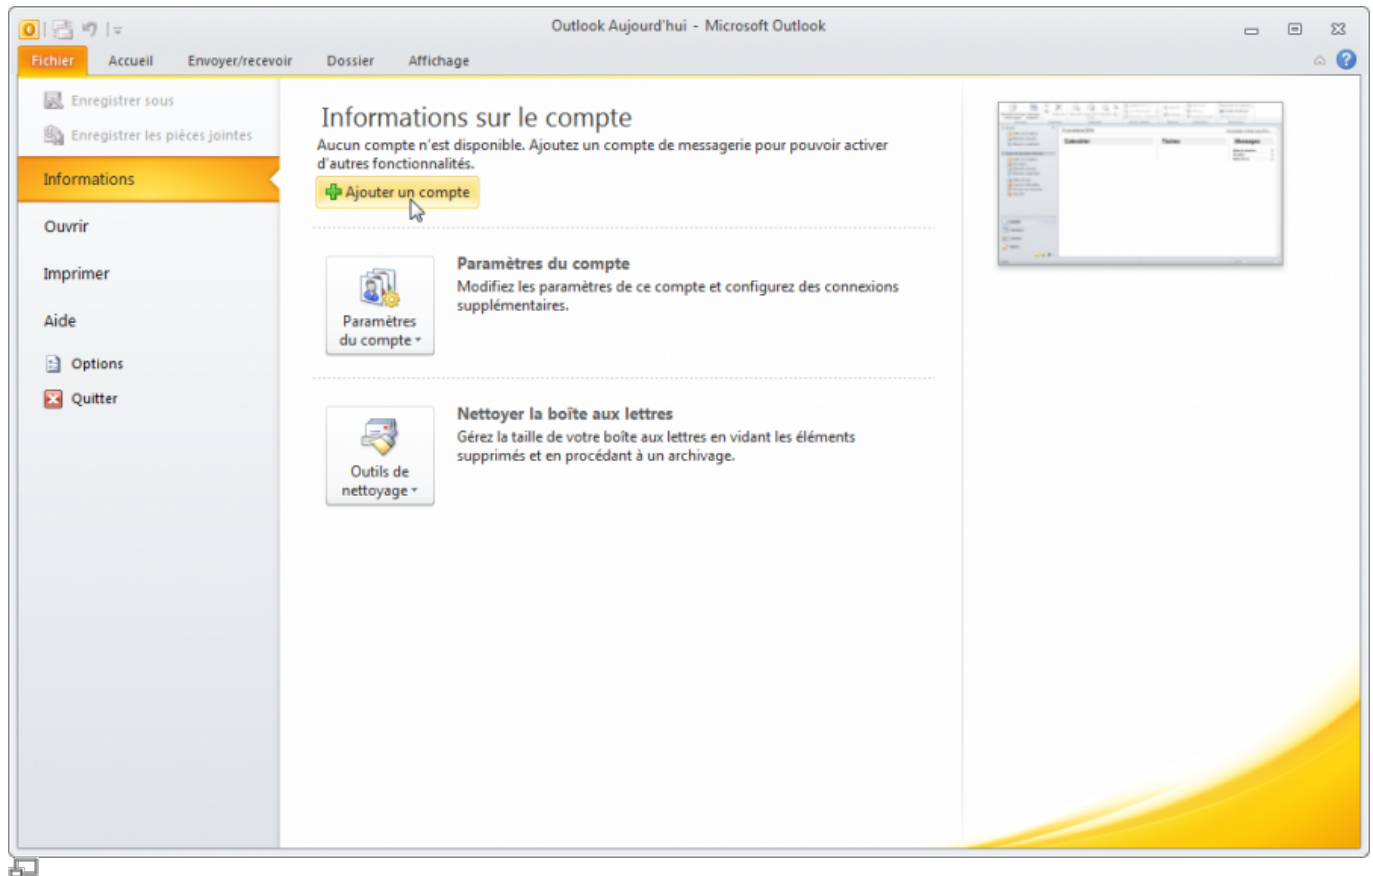 Outlook Aujourd'hui - Microsoft Outlook
Fichier Accueil Envoyer/recevoir Dossier Affichage
Enregistrer sous
Enregistrer les pièces jointes
Informations
Ouvrir
Imprimer
Aide
Options
Quitter
Informations sur le compte
Aucun compte n'est disponible. Ajoutez un compte de messagerie pour pouvoir activer
d'autres fonctionnalités.
Ajouter un compte
Paramètres
du compte
Paramètres du compte
Modifiez les paramètres de ce compte et configurez des connexions
supplémentaires.
Outils de
nettoyage
Nettoyer la boîte aux lettres
Gérez la taille de votre boîte aux lettres en vidant les éléments
supprimés et en procédant à un archivage.
Calendrier Messages